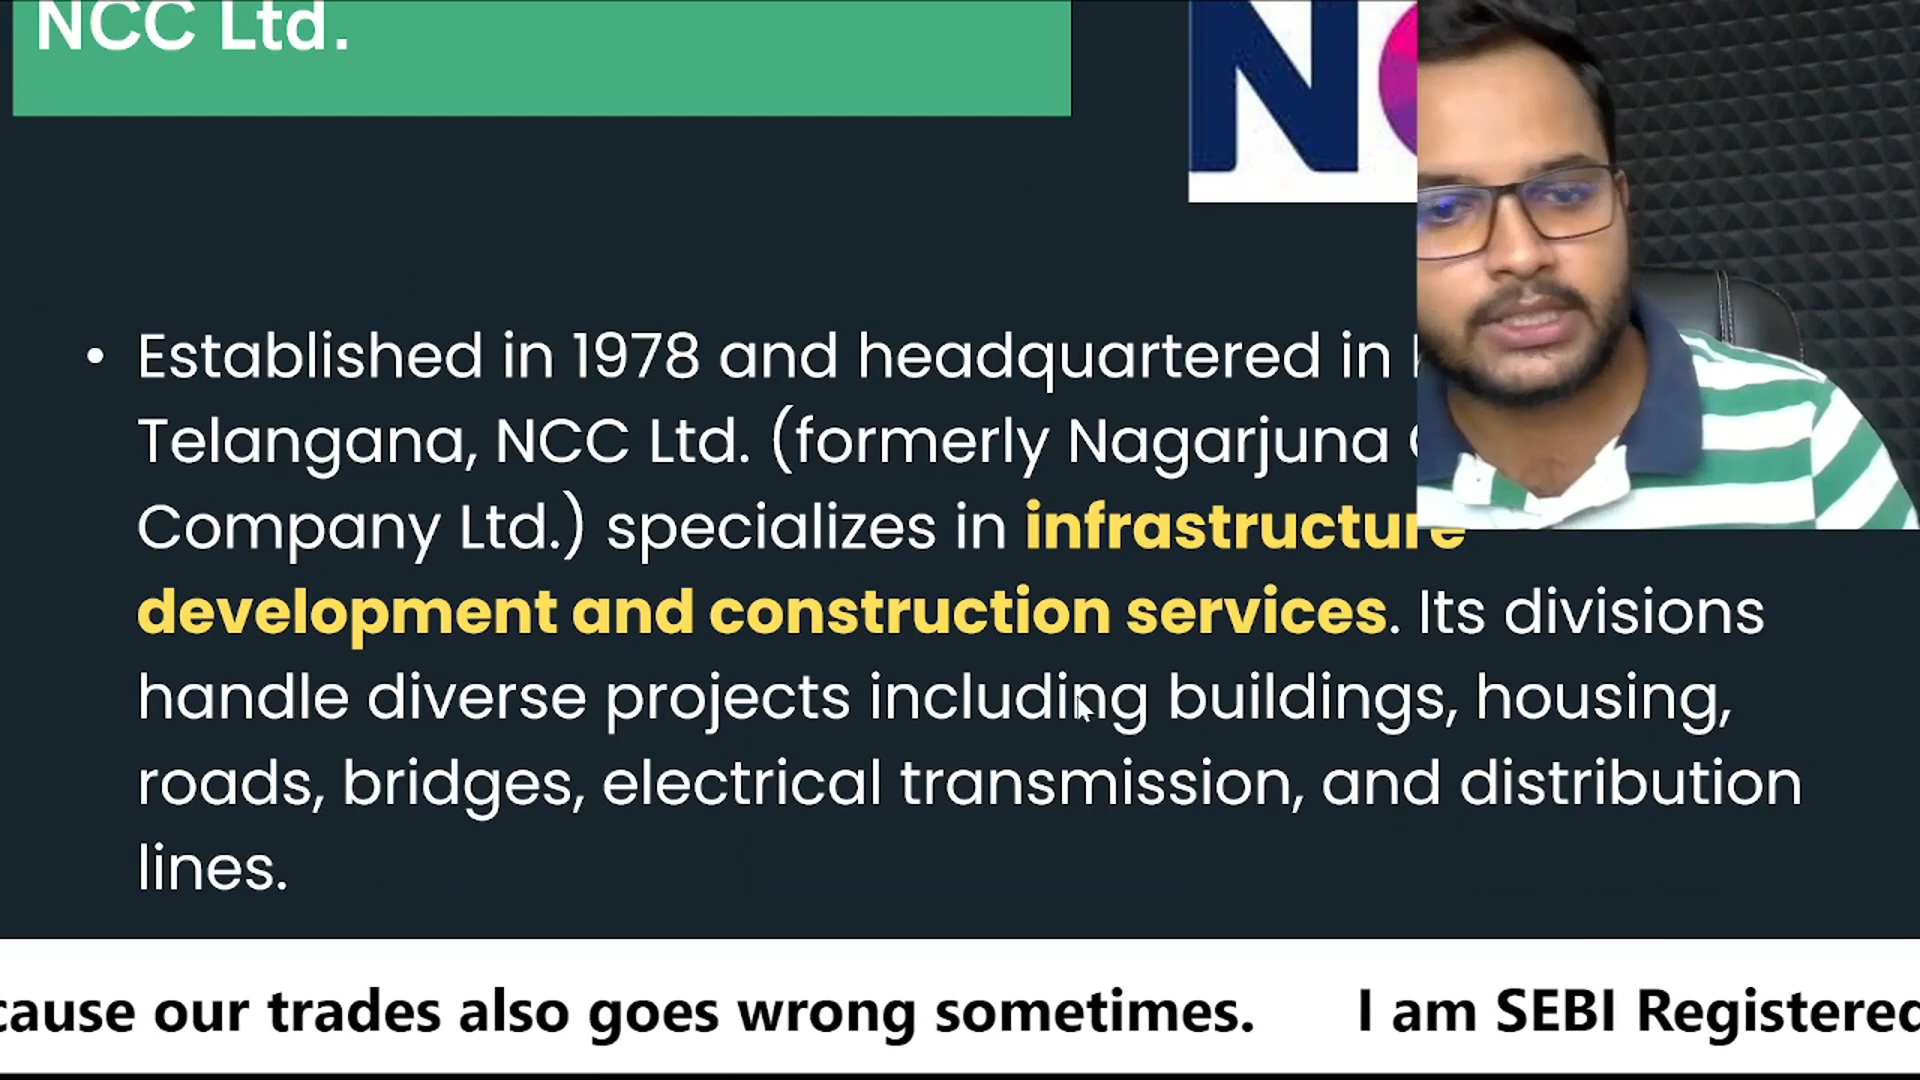 NCC Ltd.
N
• Established in 1978 and headquartered in
Telangana, NCC Ltd. (formerly Nagarjuna
Company Ltd.) specializes in infrastructure
development and construction services. Its divisions
handle diverse projects including buildings, housing,
roads, bridges, electrical transmission, and distribution
lines.
cause our trades also goes wrong sometimes. I am SEBI Registered